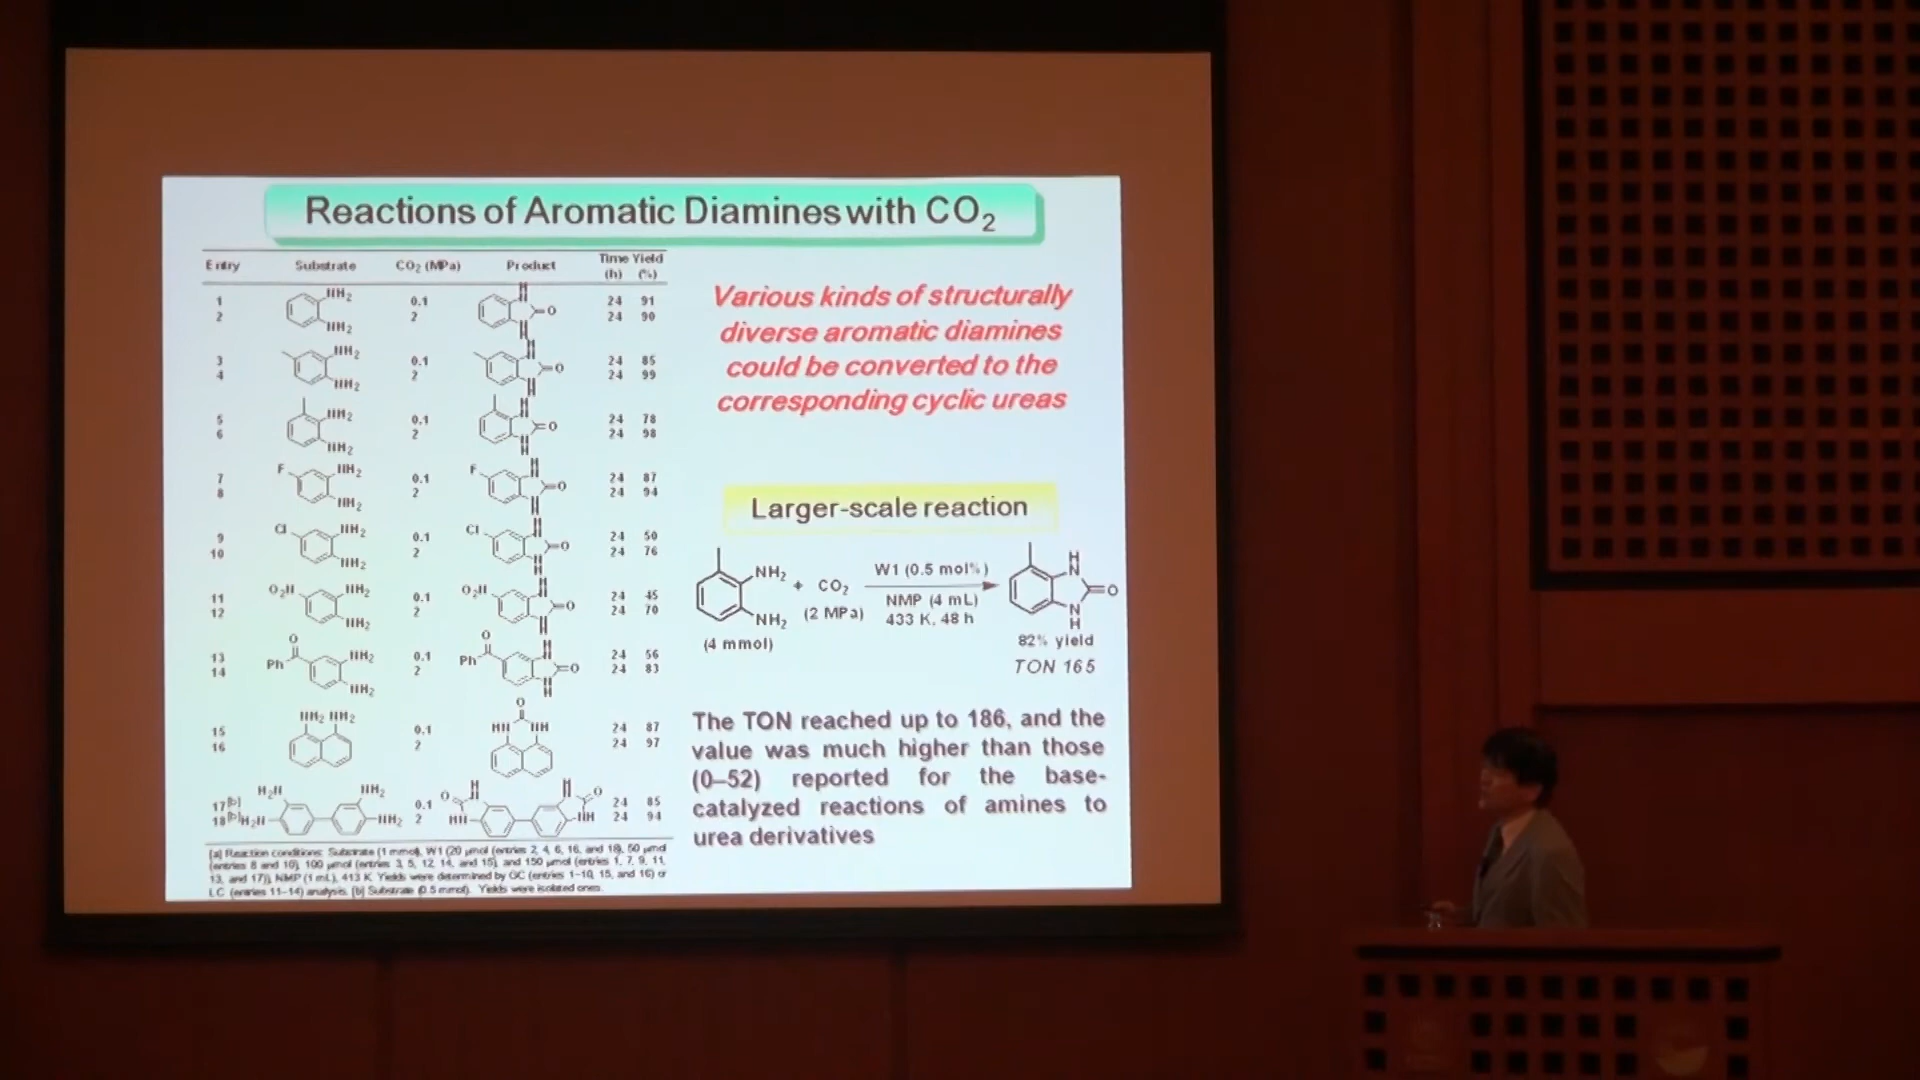 Reactions of Aromatic Diamines with CO2
Entry Substrate CO2 (MPa) Product Time (h) Yield (%)
1 NH2 NH2 0.1 H N O N H 24 91
2 2 24 90
3 NH2 NH2 0.1 O 24 85
4 2 24 99
5 NH2 NH2 0.1 O 24 78
6 2 24 98
7 F NH2 NH2 0.1 F O 24 87
8 2 24 94
9 Cl NH2 NH2 0.1 Cl O 24 50
10 2 24 76
11 O2N NH2 NH2 0.1 O2N O 24 45
12 2 24 70
13 O Ph NH2 NH2 0.1 O Ph O 24 56
14 2 24 83
15 NH2 NH2 0.1 O HN NH 24 87
16 2 24 97
17[b] H2N NH2 0.1 O H H O 24 85
18[b] H2N NH2 2 HN NH 24 94
[a] Reaction conditions: Substrate (1 mmol), W1 (20 μmol (entries 2, 4, 6, 16, and 18), 50 μmol
(entries 8 and 10), 100 μmol (entries 3, 5, 12, 14, and 15), and 150 μmol (entries 1, 7, 9, 11,
13, and 17)), NMP (1 mL), 413 K. Yields were determined by GC (entries 1–10, 15, and 16) or
LC (entries 11–14) analysis. [b] Substrate (0.5 mmol). Yields were isolated ones.
Various kinds of structurally
diverse aromatic diamines
could be converted to the
corresponding cyclic ureas
Larger-scale reaction
NH2 NH2 + CO2 W1 (0.5 mol%) H N O N H
(4 mmol) (2 MPa) NMP (4 mL)
433 K, 48 h
82% yield
TON 165
The TON reached up to 186, and the
value was much higher than those
(0–52) reported for the base-
catalyzed reactions of amines to
urea derivatives